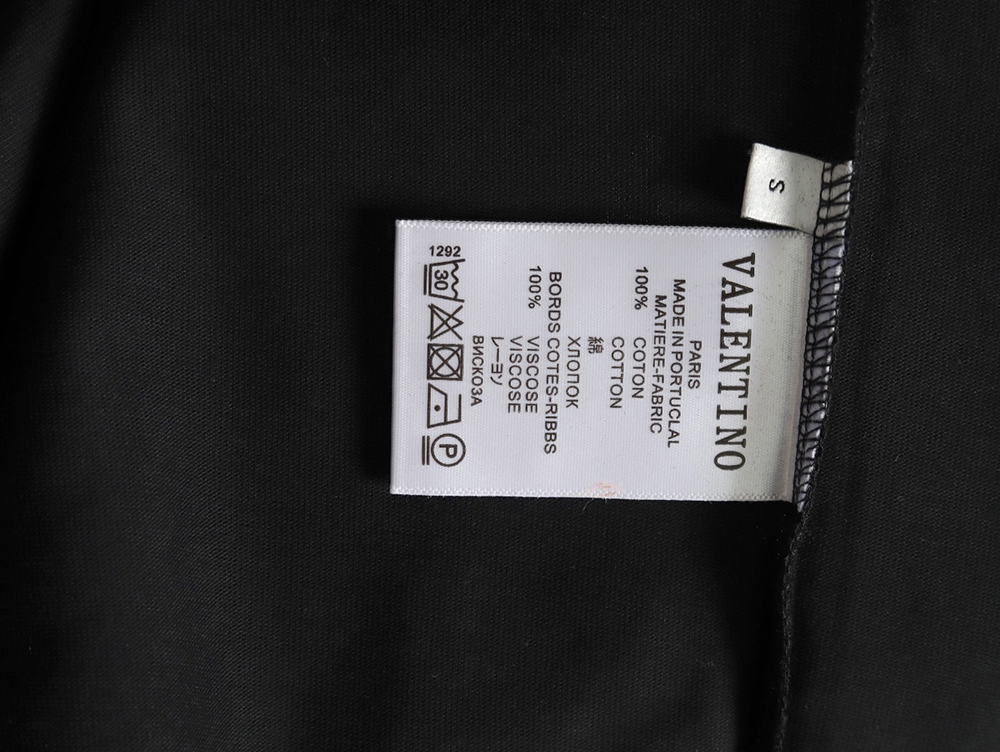 S
VALENTINO
PARIS
MADE IN PORTUCLAL
MATIERE-FABRIC
100% COTON
COTTON
綿
ХЛОПОК
BORDS COTES-RIBBS
100% VISCOSE
VISCOSE
レーヨン
ВИСКОЗА
1292
30
P